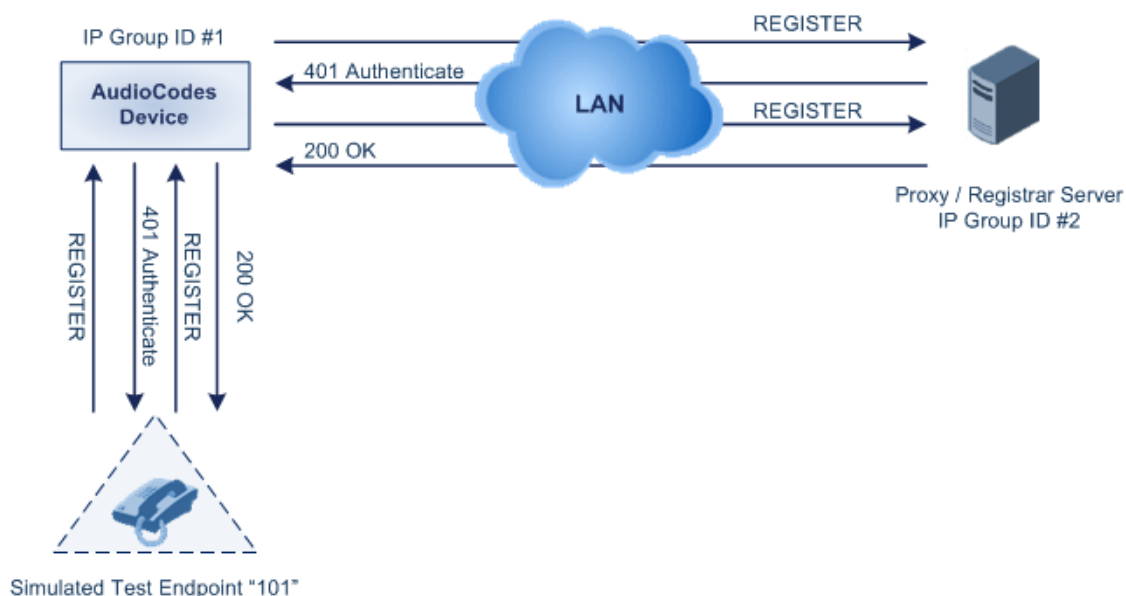 IP Group ID #1
REGISTER
401 Authenticate
AudioCodes
Device
LAN
REGISTER
200 OK
Proxy / Registrar Server
IP Group ID #2
REGISTER
401 Authenticate
REGISTER
200 OK
Simulated Test Endpoint "101"